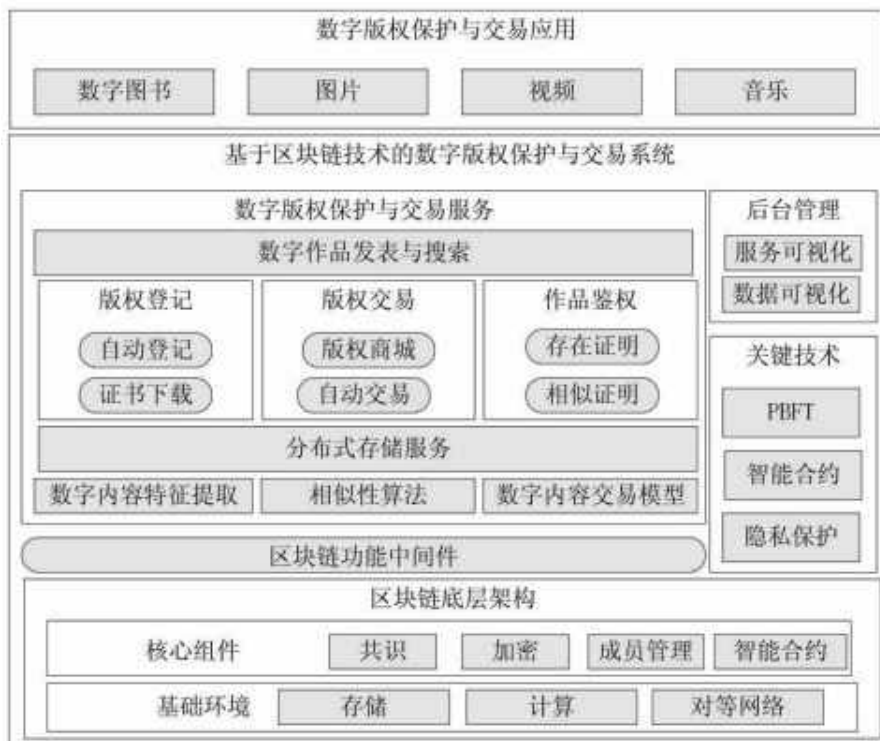 数字版权保护与交易应用
数字图书 图片 视频 音乐
基于区块链技术的数字版权保护与交易系统
数字版权保护与交易服务
数字作品发表与搜索
版权登记 版权交易 作品鉴权
自动登记 版权商城 存在证明
证书下载 自动交易 相似证明
分布式存储服务
数字内容特征提取 相似性算法 数字内容交易模型
后台管理
服务可视化
数据可视化
关键技术
PBFT
智能合约
隐私保护
区块链功能中间件
区块链底层架构
核心组件 共识 加密 成员管理 智能合约
基础环境 存储 计算 对等网络